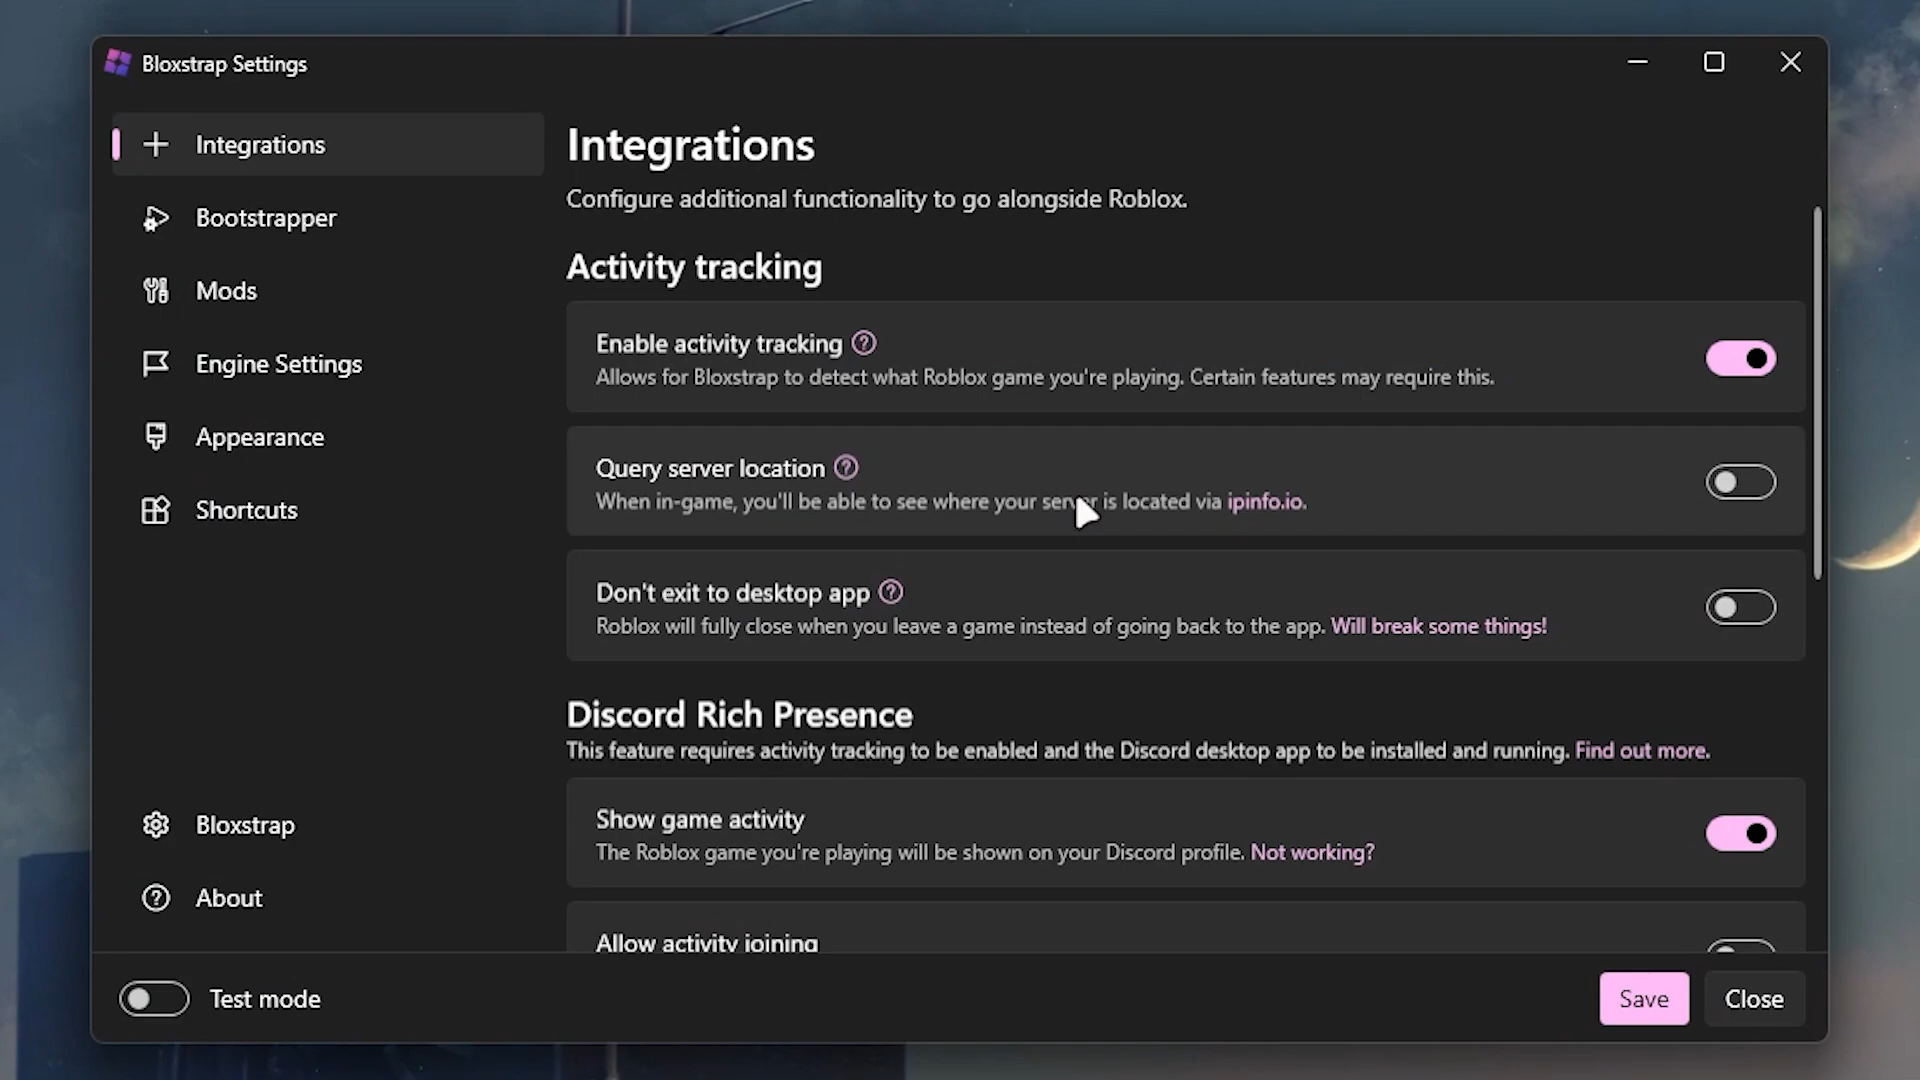 Bloxstrap Settings
Integrations
Bootstrapper
Mods
Engine Settings
Appearance
Shortcuts
Bloxstrap
About
Integrations
Configure additional functionality to go alongside Roblox.
Activity tracking
Enable activity tracking
Allows for Bloxstrap to detect what Roblox game you're playing. Certain features may require this.
Query server location
When in-game, you'll be able to see where your server is located via ipinfo.io.
Don't exit to desktop app
Roblox will fully close when you leave a game instead of going back to the app. Will break some things!
Discord Rich Presence
This feature requires activity tracking to be enabled and the Discord desktop app to be installed and running. Find out more.
Show game activity
The Roblox game you're playing will be shown on your Discord profile. Not working?
Allow activity joining
Test mode
Save
Close